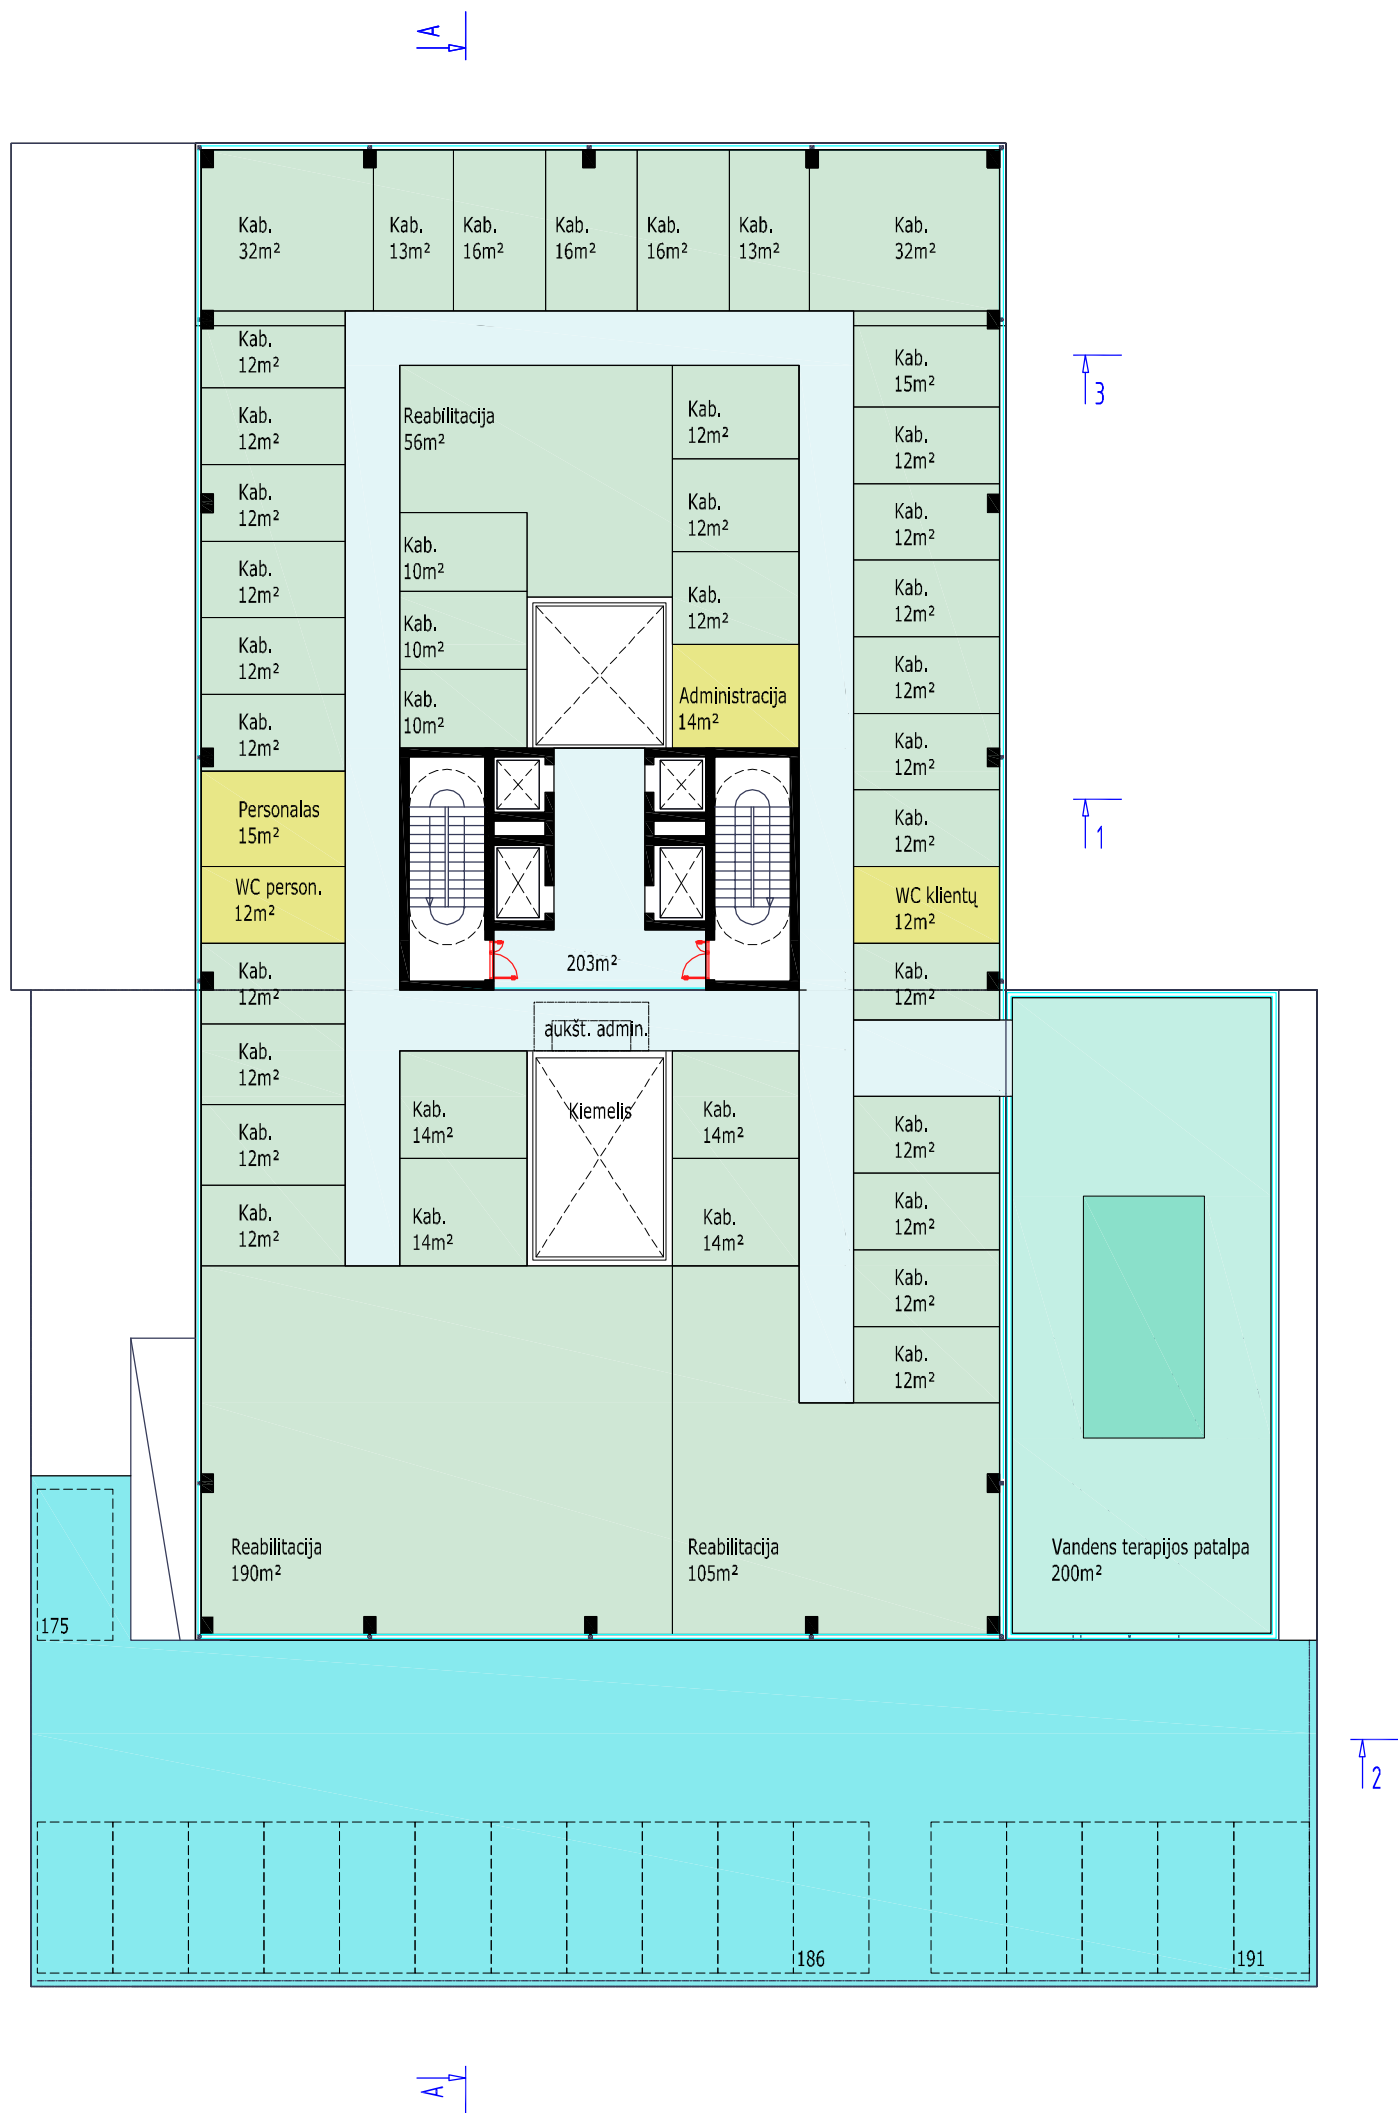 A
Kab.
32m²
Kab.
13m²
Kab.
16m²
Kab.
16m²
Kab.
16m²
Kab.
13m²
Kab.
32m²
Kab.
12m²
Kab.
12m²
Kab.
12m²
Kab.
12m²
Kab.
12m²
Kab.
12m²
Personalas
15m²
WC person.
12m²
Kab.
12m²
Kab.
12m²
Kab.
12m²
Kab.
12m²
Reabilitacija
56m²
Kab.
10m²
Kab.
10m²
Kab.
10m²
Kab.
12m²
Kab.
12m²
Kab.
12m²
Administracija
14m²
203m²
aukšt. admin.
Kab.
14m²
Kab.
14m²
Kiemelis
Kab.
14m²
Kab.
14m²
Kab.
15m²
Kab.
12m²
Kab.
12m²
Kab.
12m²
Kab.
12m²
Kab.
12m²
Kab.
12m²
WC klientų
12m²
Kab.
12m²
Kab.
12m²
Kab.
12m²
Kab.
12m²
Kab.
12m²
3
1
Reabilitacija
190m²
Reabilitacija
105m²
Vandens terapijos patalpa
200m²
175
2
186
191
A